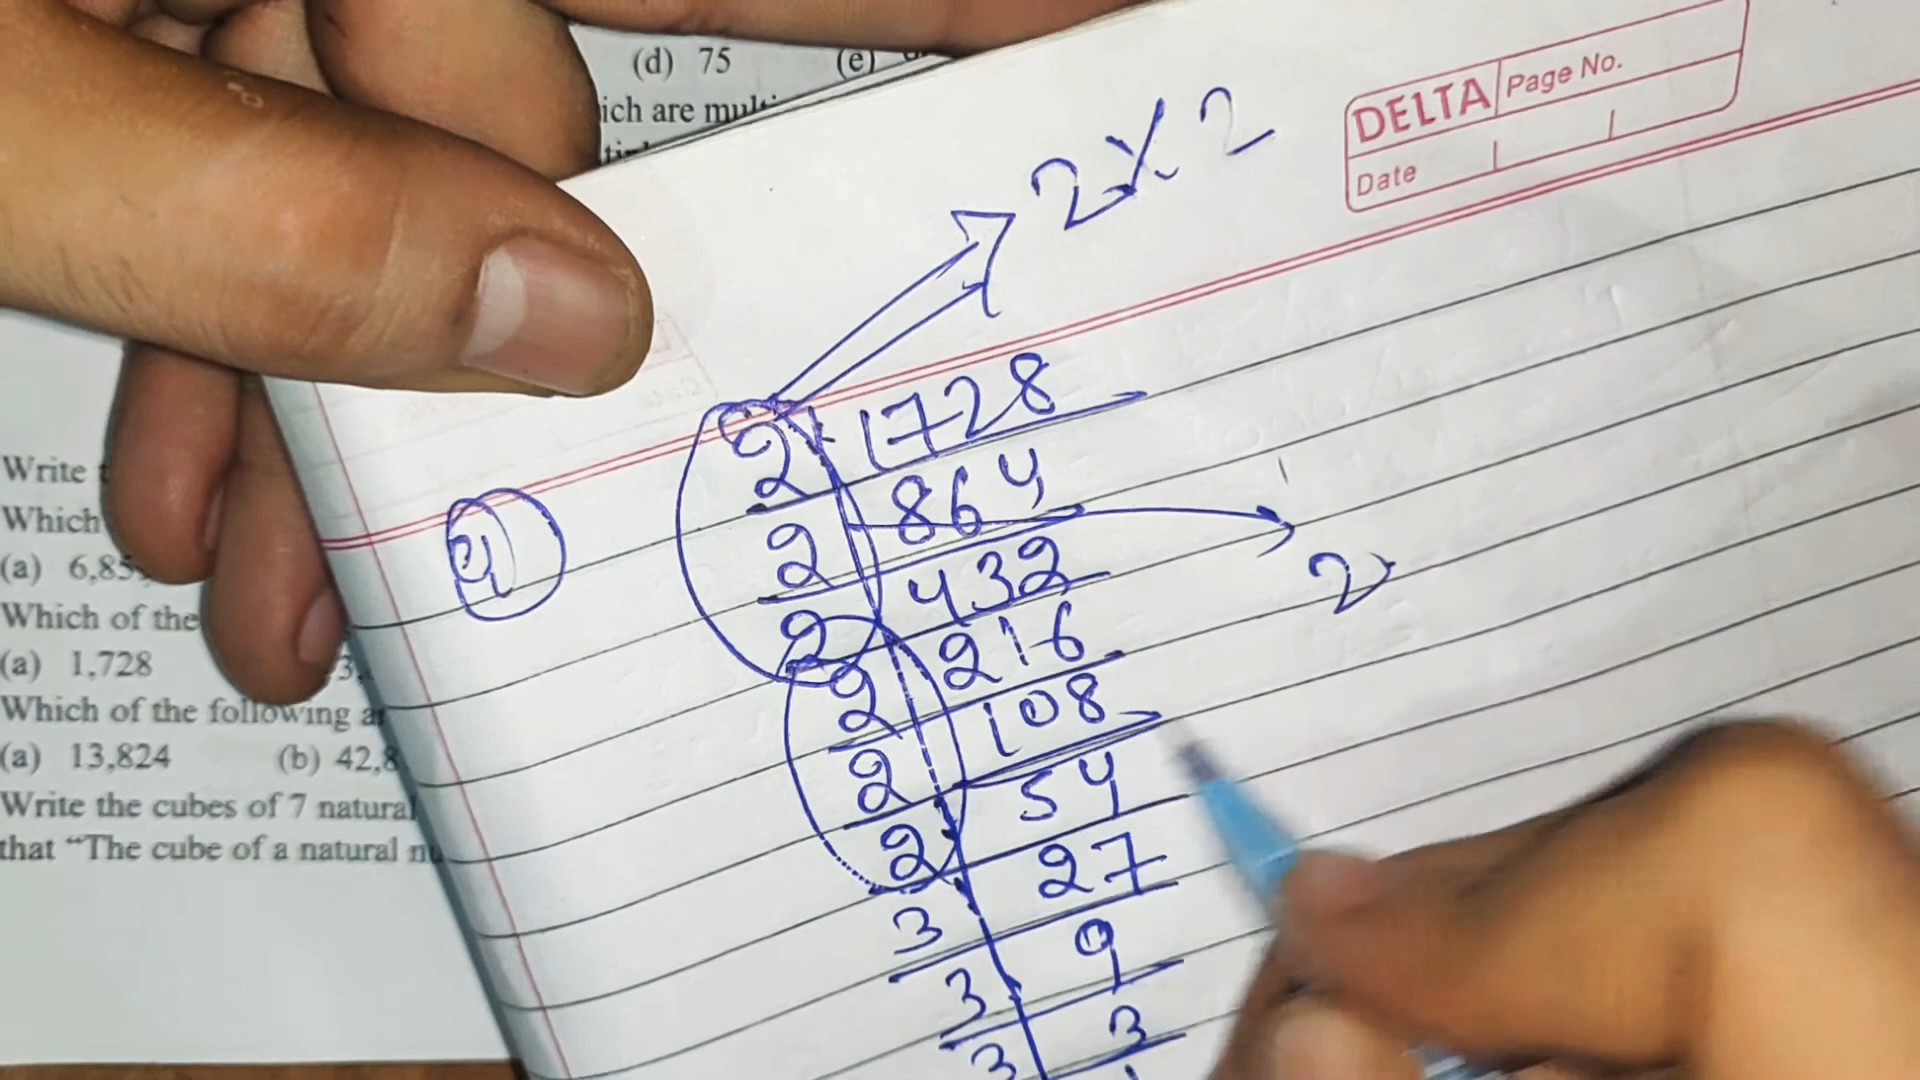 (d) 75 (e)
ich are mult
2 X 2
DELTA Page No.
Date
2 1728
2 864
2 432
2 216
2 108
2 54
3 27
3 9
3 3
2
Write
Which
(a) 6,85
Which of the
(a) 1,728
Which of the following a
(a) 13,824 (b) 42,8
Write the cubes of 7 natural
that “The cube of a natural